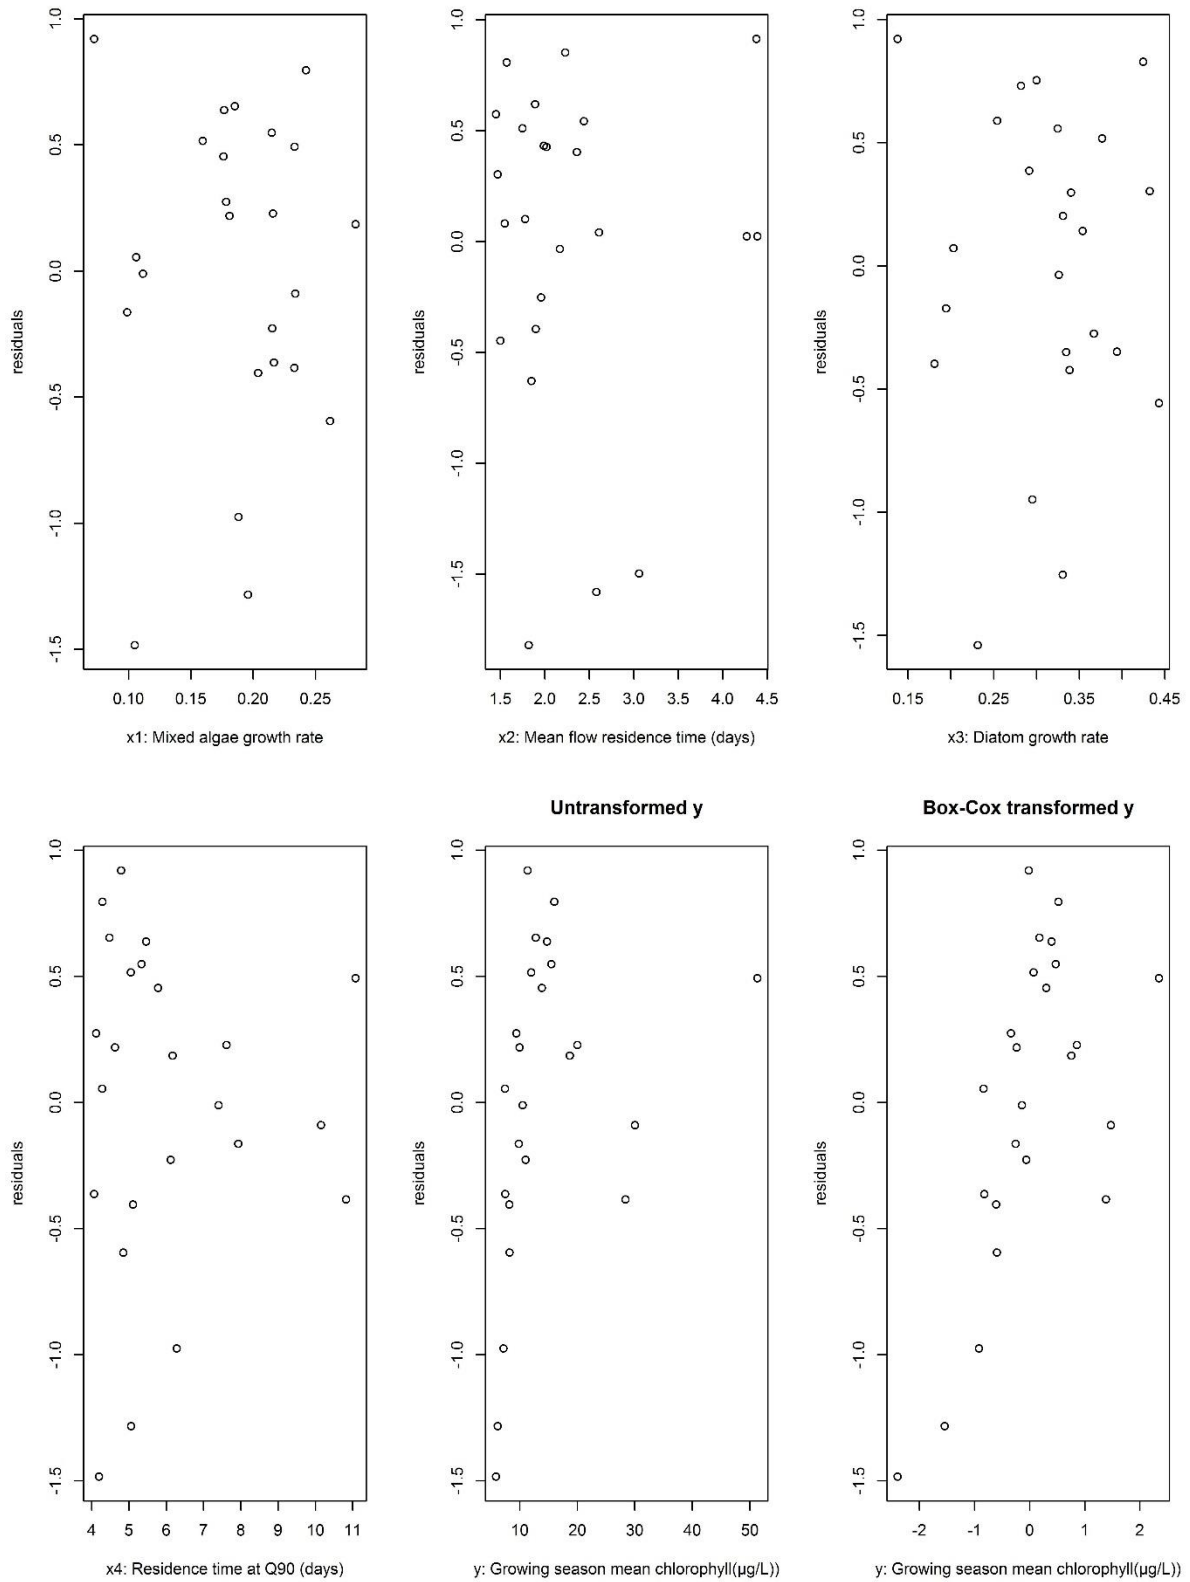 residuals
1.0
0.5
0.0
-0.5
-1.0
-1.5
0.10 0.20 0.25
x1: Mixed algae growth rate
residuals
1.0
0.5
0.0
-0.5
-1.0
-1.5
1.5 2.0 2.5 3.0 3.5 4.5
x2: Mean flow residence time (days)
residuals
1.0
0.5
0.0
-0.5
-1.0
-1.5
0.15 0.25 0.35 0.45
x3: Diatom growth rate
residuals
1.0
0.5
0.0
-0.5
-1.0
-1.5
4 5 6 7 8 9 10 11
x4: Residence time at Q90 (days)
Untransformed y
residuals
1.0
0.5
0.0
-0.5
-1.0
-1.5
10 20 30 40 50
y: Growing season mean chlorophyll(µg/L))
Box-Cox transformed y
residuals
1.0
0.5
0.0
-0.5
-1.0
-1.5
-2 -1 0 1 2
y: Growing season mean chlorophyll(µg/L))